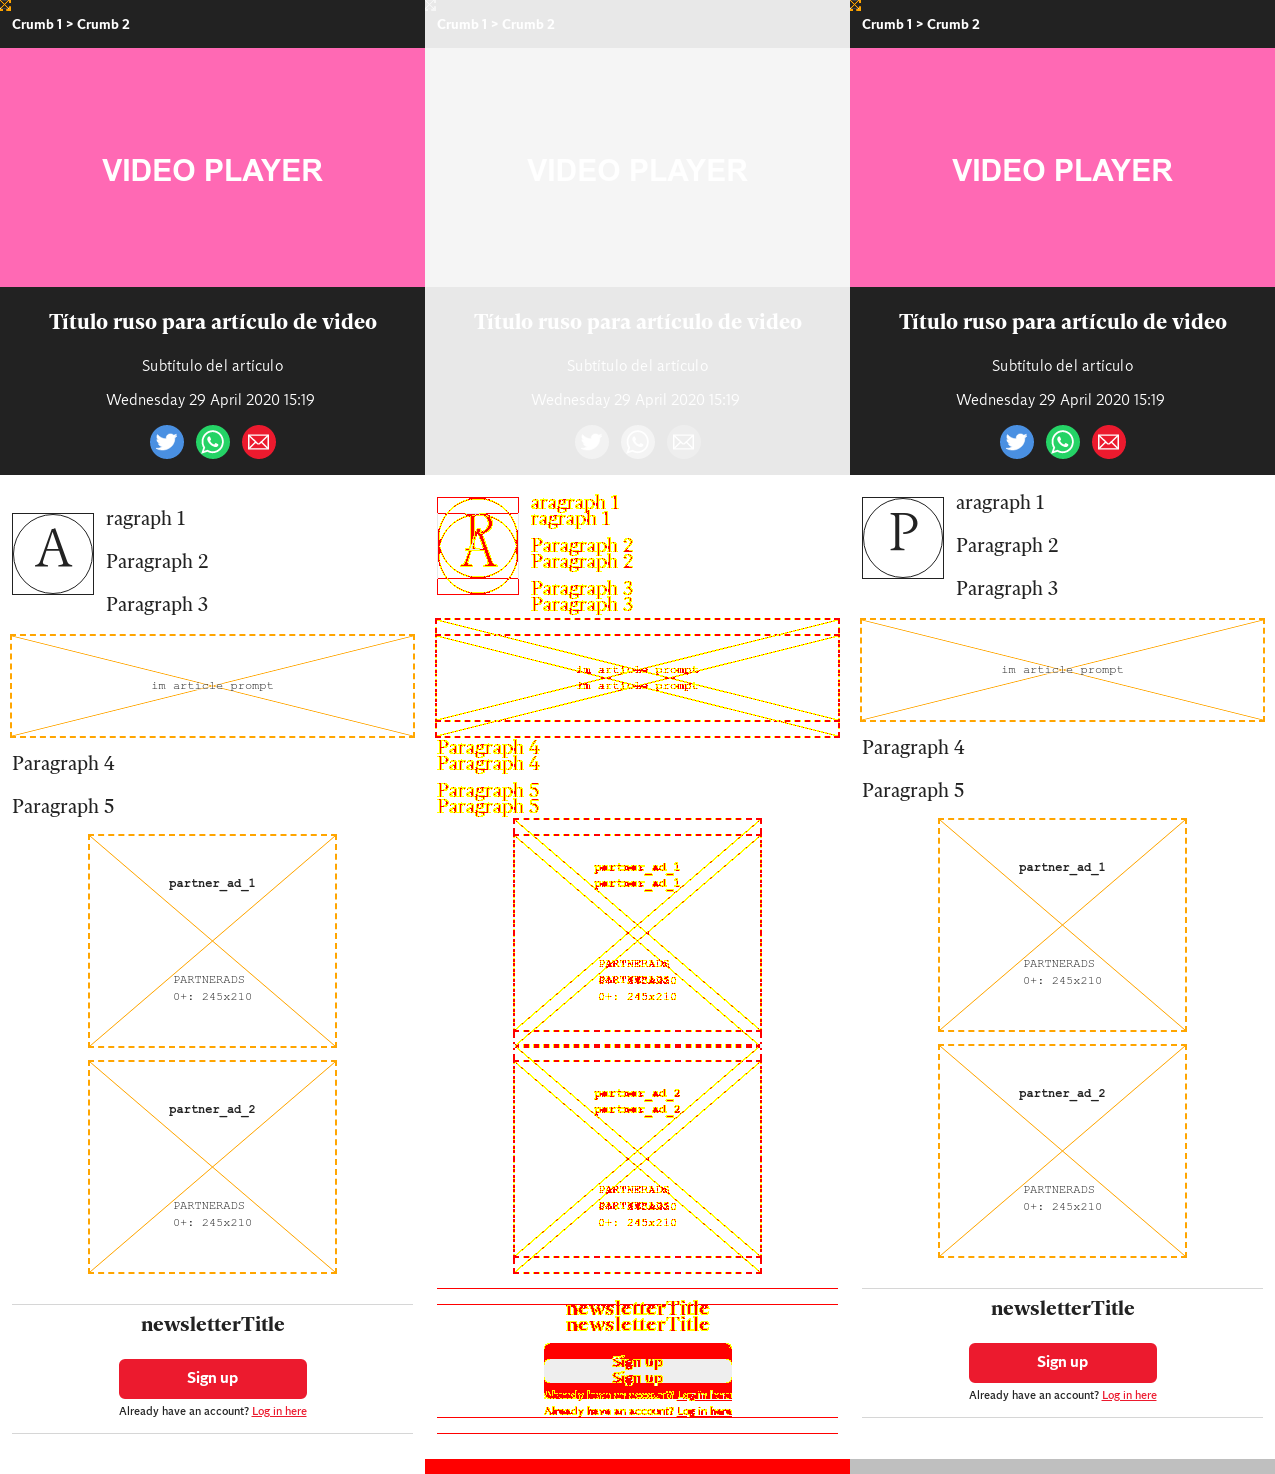 Crumb 1 > Crumb 2
VIDEO PLAYER
Título ruso para artículo de video
Subtítulo del artículo
Wednesday 29 April 2020 15:19
A
ragraph 1
Paragraph 2
Paragraph 3
im article prompt
Paragraph 4
Paragraph 5
partner_ad_1
PARTNERADS
0+: 245x210
partner_ad_2
PARTNERADS
0+: 245x210
newsletterTitle
Sign up
Already have an account? Log in here
Crumb 1 > Crumb 2
VIDEO PLAYER
Título ruso para artículo de video
Subtítulo del artículo
Wednesday 29 April 2020 15:19
P
A
aragraph 1
ragraph 1
Paragraph 2
Paragraph 2
Paragraph 3
Paragraph 3
im article prompt
im article prompt
Paragraph 4
Paragraph 4
Paragraph 5
Paragraph 5
partner_ad_1
partner_ad_1
PARTNERADS
PARTNERADS
0+: 245x210
partner_ad_2
partner_ad_2
PARTNERADS
PARTNERADS
0+: 245x210
newsletterTitle
newsletterTitle
Sign up
Sign up
Already have an account? Log in here
Already have an account? Log in here
Crumb 1 > Crumb 2
VIDEO PLAYER
Título ruso para artículo de video
Subtítulo del artículo
Wednesday 29 April 2020 15:19
P
aragraph 1
Paragraph 2
Paragraph 3
im article prompt
Paragraph 4
Paragraph 5
partner_ad_1
PARTNERADS
0+: 245x210
partner_ad_2
PARTNERADS
0+: 245x210
newsletterTitle
Sign up
Already have an account? Log in here